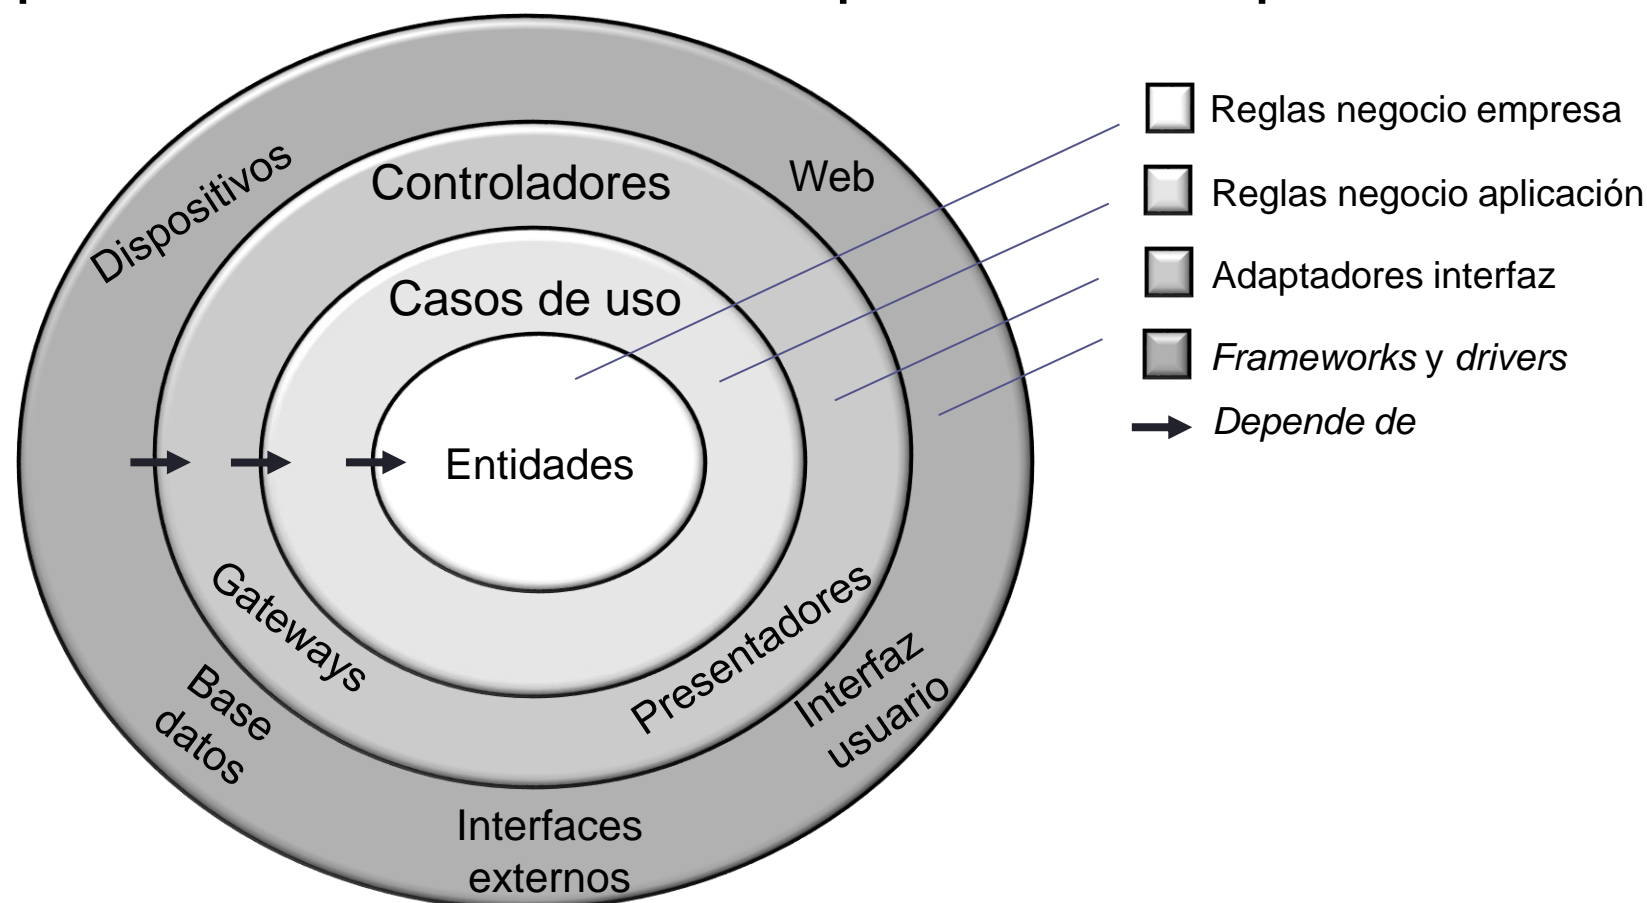 Dispositivos
Controladores
Web
Casos de uso
Entidades
Gateways
Presentadores
Base
datos
Interfaz
usuario
Interfaces
externos
Reglas negocio empresa
Reglas negocio aplicación
Adaptadores interfaz
Frameworks y drivers
Depende de